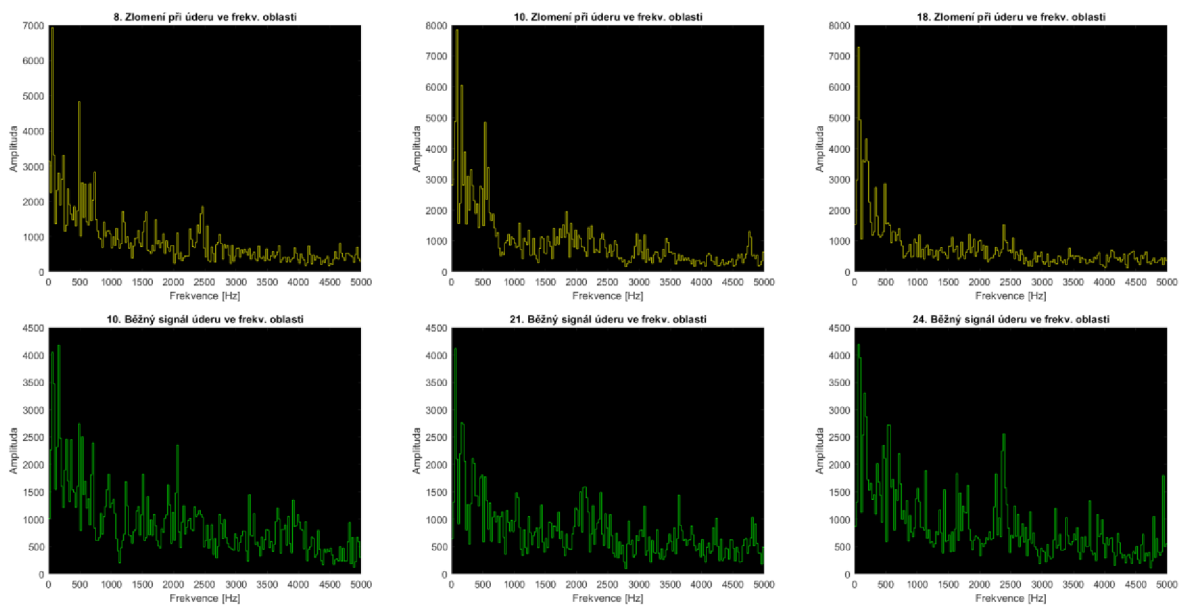 8. Zlomení při úderu ve frekv. oblasti
7000
6000
5000
4000
3000
2000
1000
0
Amplituda
0 500 1000 1500 2000 2500 3000 3500 4000 4500 5000
Frekvence [Hz]
10. Zlomení při úderu ve frekv. oblasti
8000
7000
6000
5000
4000
3000
2000
1000
0
Amplituda
0 500 1000 1500 2000 2500 3000 3500 4000 4500 5000
Frekvence [Hz]
18. Zlomení při úderu ve frekv. oblasti
8000
7000
6000
5000
4000
3000
2000
1000
0
Amplituda
0 500 1000 1500 2000 2500 3000 3500 4000 4500 5000
Frekvence [Hz]
10. Běžný signál úderu ve frekv. oblasti
4500
4000
3500
3000
2500
2000
1500
1000
500
0
Amplituda
0 500 1000 1500 2000 2500 3000 3500 4000 4500 5000
Frekvence [Hz]
21. Běžný signál úderu ve frekv. oblasti
4500
4000
3500
3000
2500
2000
1500
1000
500
0
Amplituda
0 500 1000 1500 2000 2500 3000 3500 4000 4500 5000
Frekvence [Hz]
24. Běžný signál úderu ve frekv. oblasti
4500
4000
3500
3000
2500
2000
1500
1000
500
0
Amplituda
0 500 1000 1500 2000 2500 3000 3500 4000 4500 5000
Frekvence [Hz]